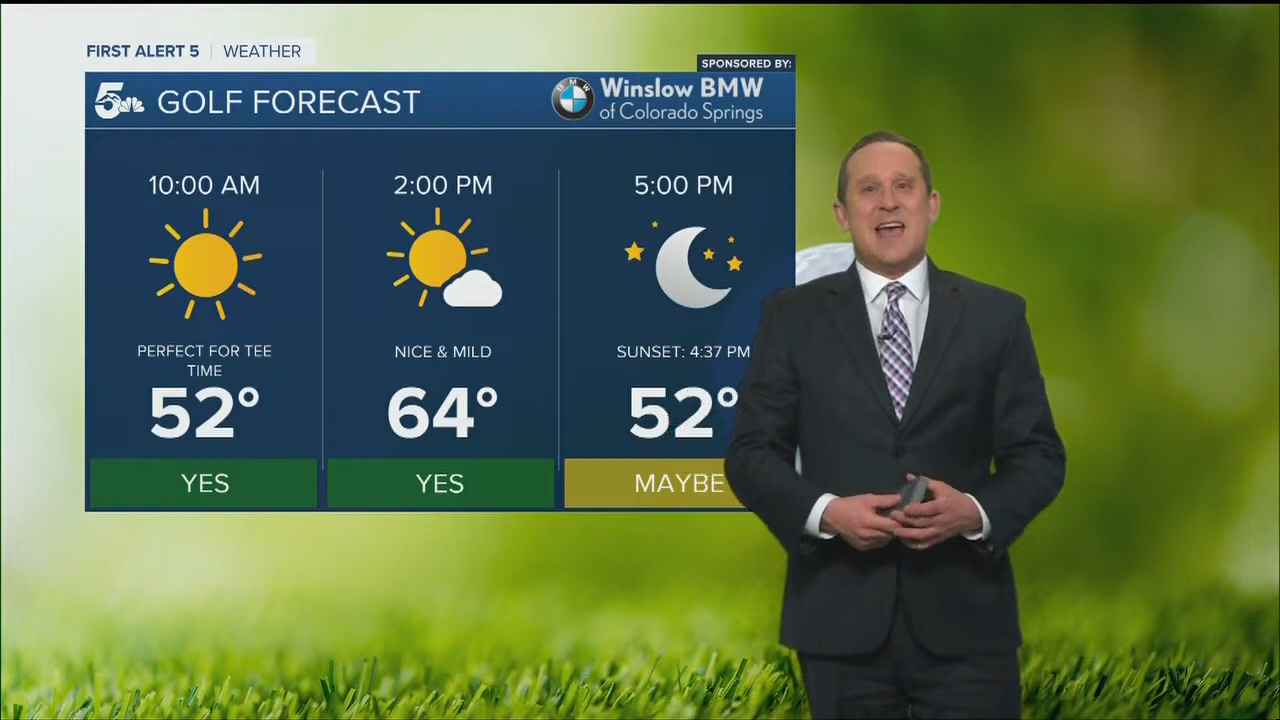 FIRST ALERT 5 | WEATHER
SPONSORED BY:
5 GOLF FORECAST
BMW
Winslow BMW
of Colorado Springs
10:00 AM
2:00 PM
5:00 PM
PERFECT FOR TEE
TIME
NICE & MILD
SUNSET: 4:37 PM
52°
64°
52°
YES
YES
MAYBE